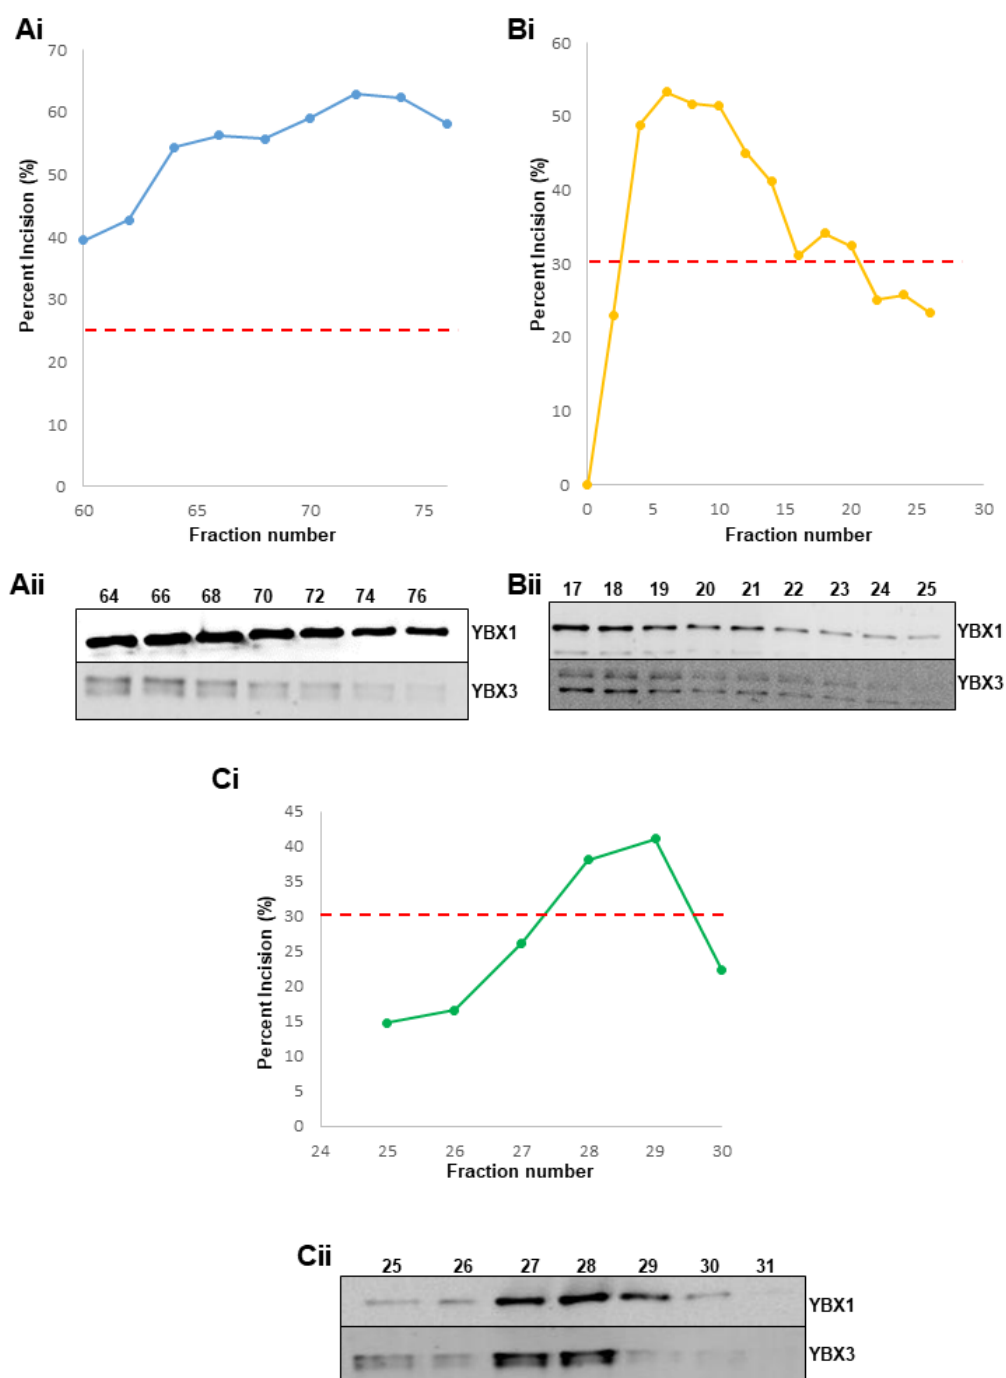 Ai
70
60
50
40
30
20
10
0
Percent Incision (%)
60 65 70 75
Fraction number
Bi
60
50
40
30
20
10
0
Percent Incision (%)
0 5 10 15 20 25 30
Fraction number
Aii
64 66 68 70 72 74 76
YBX1
YBX3
Bii
17 18 19 20 21 22 23 24 25
YBX1
YBX3
Ci
45
40
35
30
25
20
15
10
5
0
Percent Incision (%)
24 25 26 27 28 29 30
Fraction number
Cii
25 26 27 28 29 30 31
YBX1
YBX3